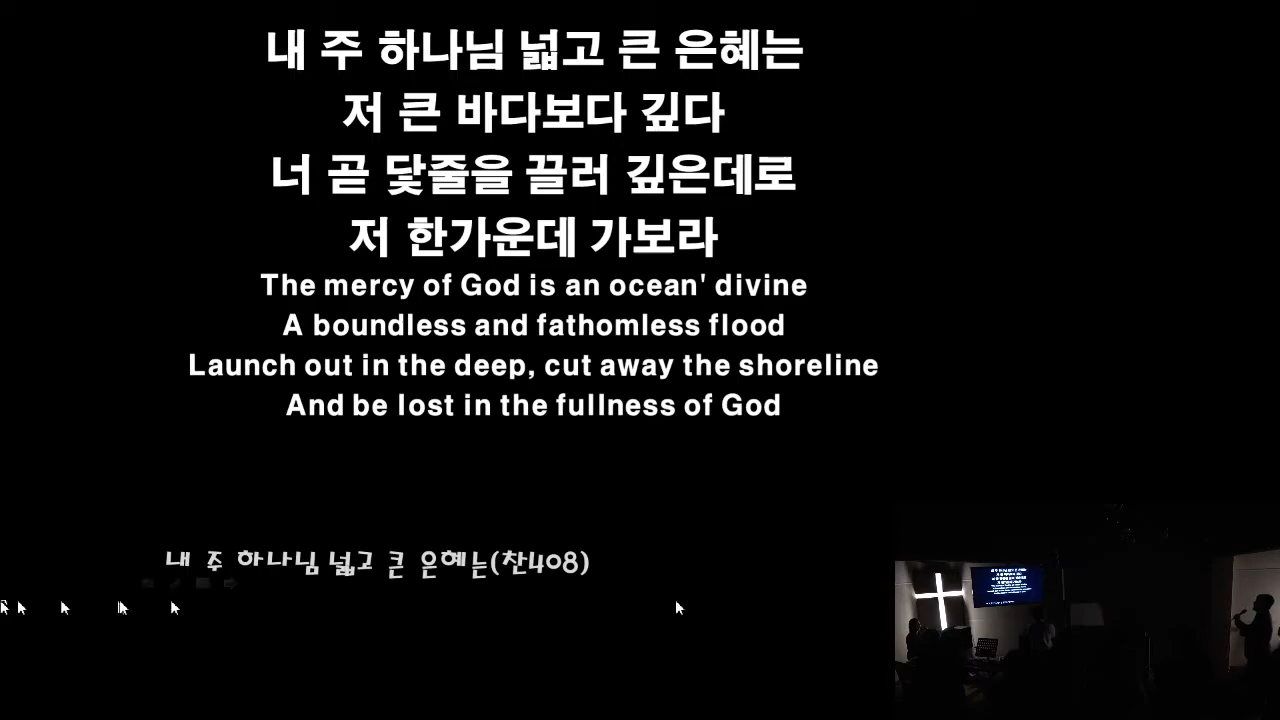 내 주 하나님 넓고 큰 은혜는
저 큰 바다보다 깊다
너 곧 닻줄을 끌러 깊은데로
저 한가운데 가보라
The mercy of God is an ocean' divine
A boundless and fathomless flood
Launch out in the deep, cut away the shoreline
And be lost in the fullness of God
내 주 하나님 넓고 큰 은혜는(찬408)